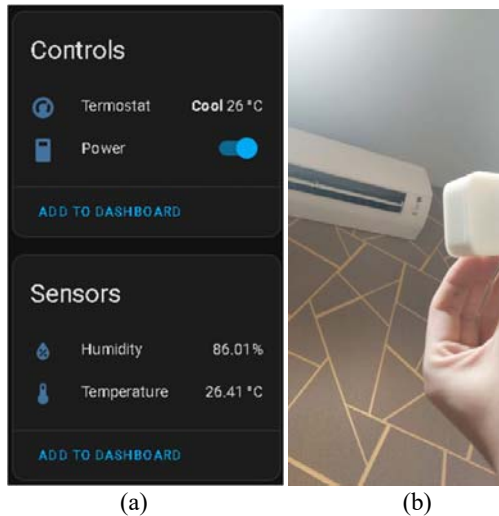 Controls
Termostat Cool 26 °C
Power
ADD TO DASHBOARD
Sensors
Humidity 86.01%
Temperature 26.41 °C
ADD TO DASHBOARD
(a) (b)